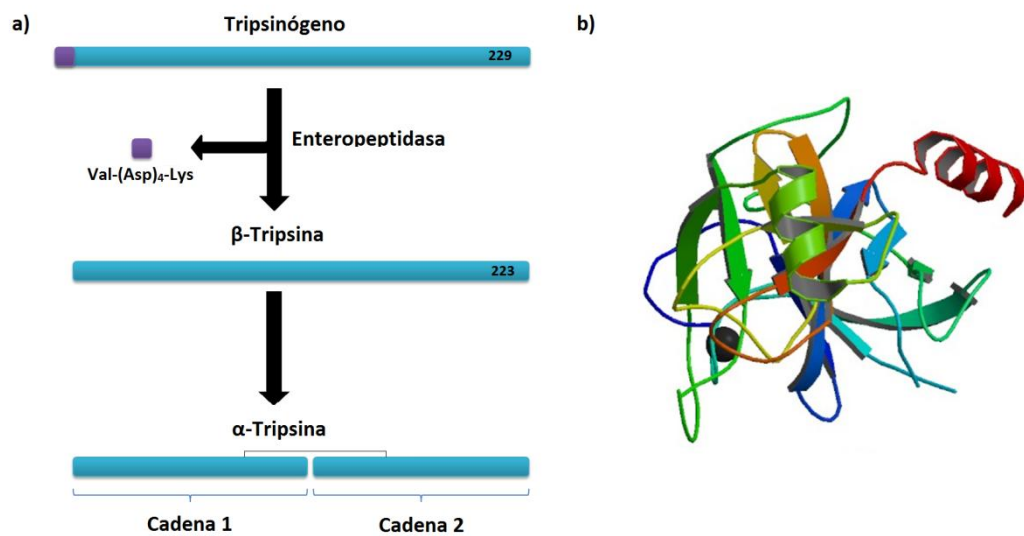 a)
Tripsinógeno
229
Enteropeptidasa
Val-(Asp)₄-Lys
β-Tripsina
223
α-Tripsina
Cadena 1
Cadena 2
b)